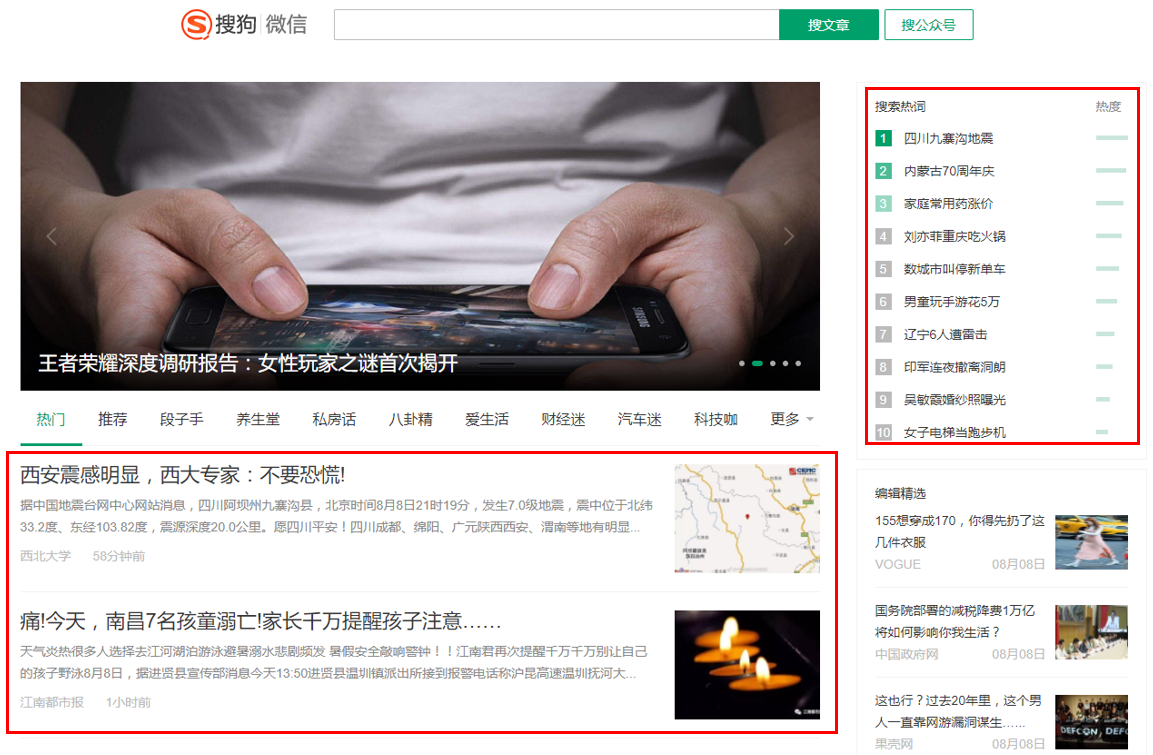 搜狗 微信
搜文章 搜公众号
SAMSUNG
王者荣耀深度调研报告：女性玩家之谜首次揭开
热门 推荐 段子手 养生堂 私房话 八卦精 爱生活 财经迷 汽车迷 科技咖 更多
西安震感明显，西大专家：不要恐慌!
据中国地震台网中心网站消息，四川阿坝州九寨沟县，北京时间8月8日21时19分，发生7.0级地震，震中位于北纬
33.2度、东经103.82度，震源深度20.0公里。愿四川平安！四川成都、绵阳、广元陕西西安、渭南等地有明显...
西北大学 58分钟前
痛!今天，南昌7名孩童溺亡!家长千万提醒孩子注意……
天气炎热很多人选择去江河湖泊游泳避暑溺水悲剧频发 暑假安全敲响警钟！！江南君再次提醒千万千万别让自己
的孩子野泳8月8日，据进贤县宣传部消息今天13:50进贤县温圳镇派出所接到报警电话称沪昆高速温圳抚河大...
江南都市报 1小时前
搜索热词 热度
1 四川九寨沟地震
2 内蒙古70周年庆
3 家庭常用药涨价
4 刘亦菲重庆吃火锅
5 数城市叫停新单车
6 男童玩手游花5万
7 辽宁6人遭雷击
8 印军连夜撤离洞朗
9 吴敏霞婚纱照曝光
10 女子电梯当跑步机
编辑精选
155想穿成170，你得先扔了这
几件衣服
VOGUE 08月08日
国务院部署的减税降费1万亿
将如何影响你我生活？
中国政府网 08月08日
这也行？过去20年里，这个男
人一直靠网游漏洞谋生……
果壳网 08月08日
DEFCON